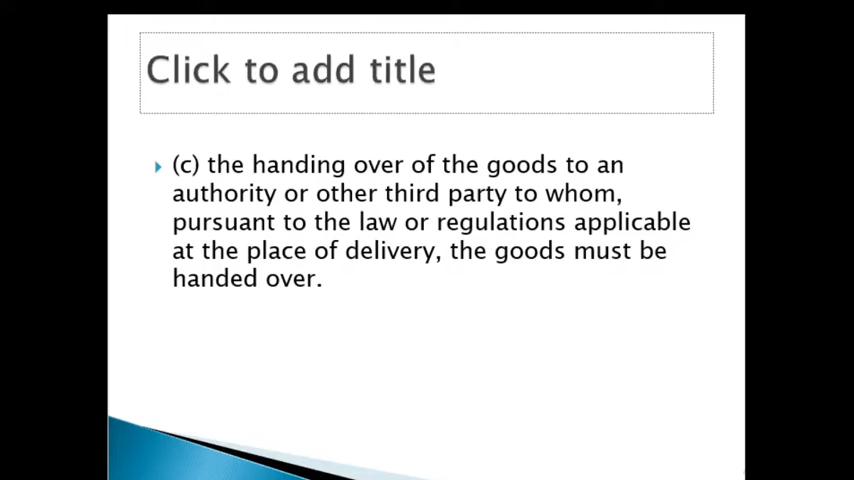 Click to add title
(c) the handing over of the goods to an
authority or other third party to whom,
pursuant to the law or regulations applicable
at the place of delivery, the goods must be
handed over.